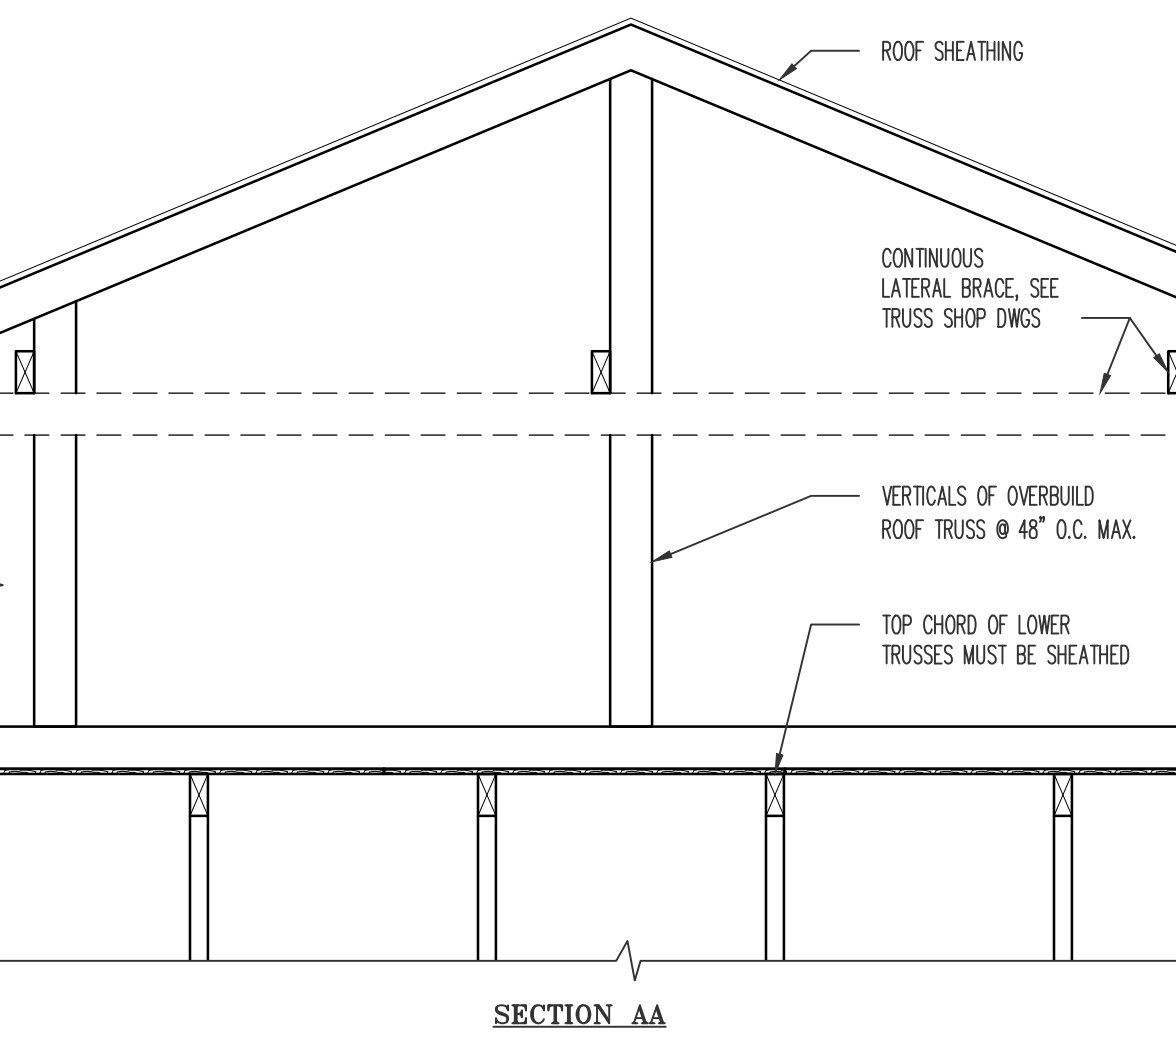 ROOF SHEATHING
CONTINUOUS
LATERAL BRACE, SEE
TRUSS SHOP DWGS
VERTICALS OF OVERBUILD
ROOF TRUSS @ 48" O.C. MAX.
TOP CHORD OF LOWER
TRUSSES MUST BE SHEATHED
SECTION AA